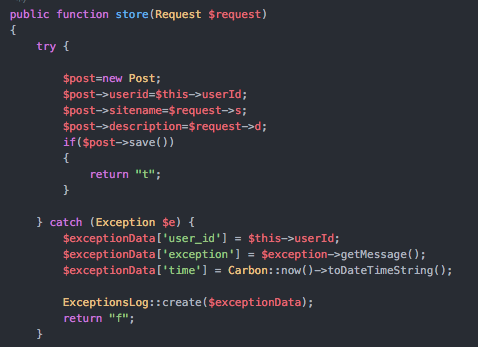 public function store(Request $request)
{
try {
$post=new Post;
$post->userid=$this->userId;
$post->sitename=$request->s;
$post->description=$request->d;
if($post->save())
{
return "t";
}
} catch (Exception $e) {
$exceptionData['user_id'] = $this->userId;
$exceptionData['exception'] = $exception->getMessage();
$exceptionData['time'] = Carbon::now()->toDateTimeString();
ExceptionsLog::create($exceptionData);
return "f";
}